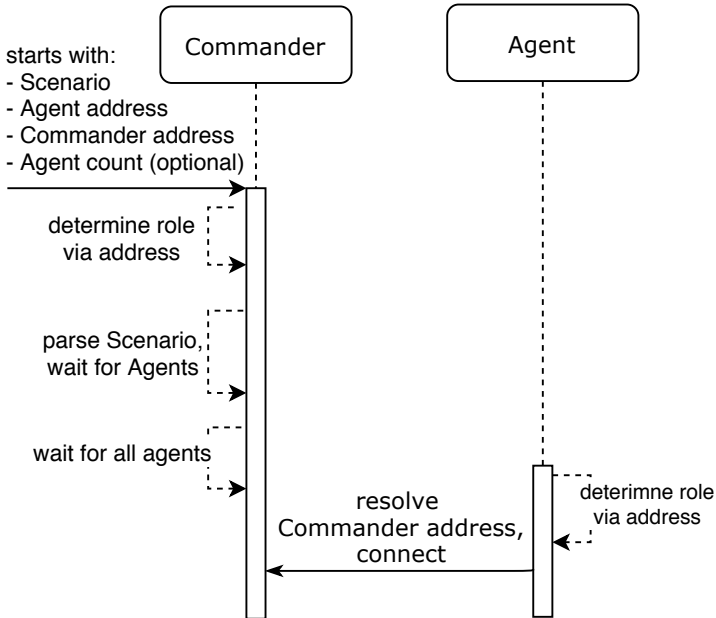 Commander
Agent
starts with:
- Scenario
- Agent address
- Commander address
- Agent count (optional)
determine role
via address
parse Scenario,
wait for Agents
wait for all agents
deterimne role
via address
resolve
Commander address,
connect